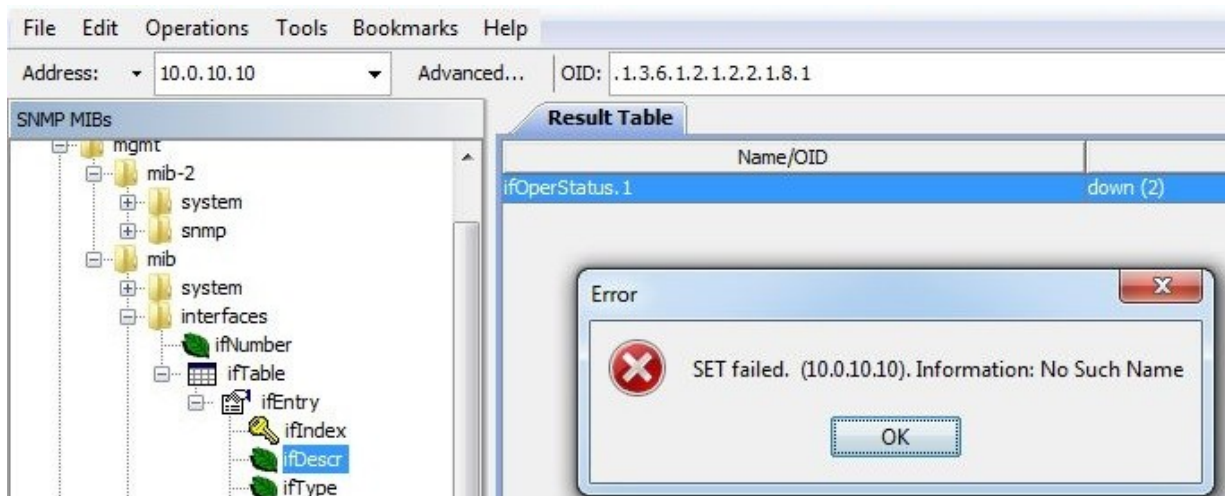 File Edit Operations Tools Bookmarks Help
Address: 10.0.10.10 Advanced... OID: .1.3.6.1.2.1.2.2.1.8.1
SNMP MIBs
Result Table
mgmt
mib-2
system
snmp
mib
system
interfaces
ifNumber
ifTable
ifEntry
ifIndex
ifDescr
ifType
Name/OID
ifOperStatus.1 down (2)
Error
SET failed. (10.0.10.10). Information: No Such Name
OK